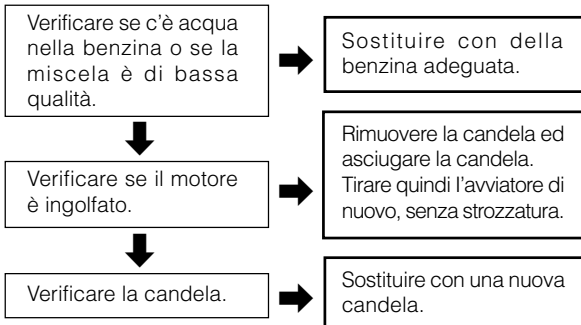 Verificare se c'è acqua
nella benzina o se la
miscela è di bassa
qualità.
Sostituire con della
benzina adeguata.
Verificare se il motore
è ingolfato.
Rimuovere la candela ed
asciugare la candela.
Tirare quindi l'avviatore di
nuovo, senza strozzatura.
Verificare la candela.
Sostituire con una nuova
candela.